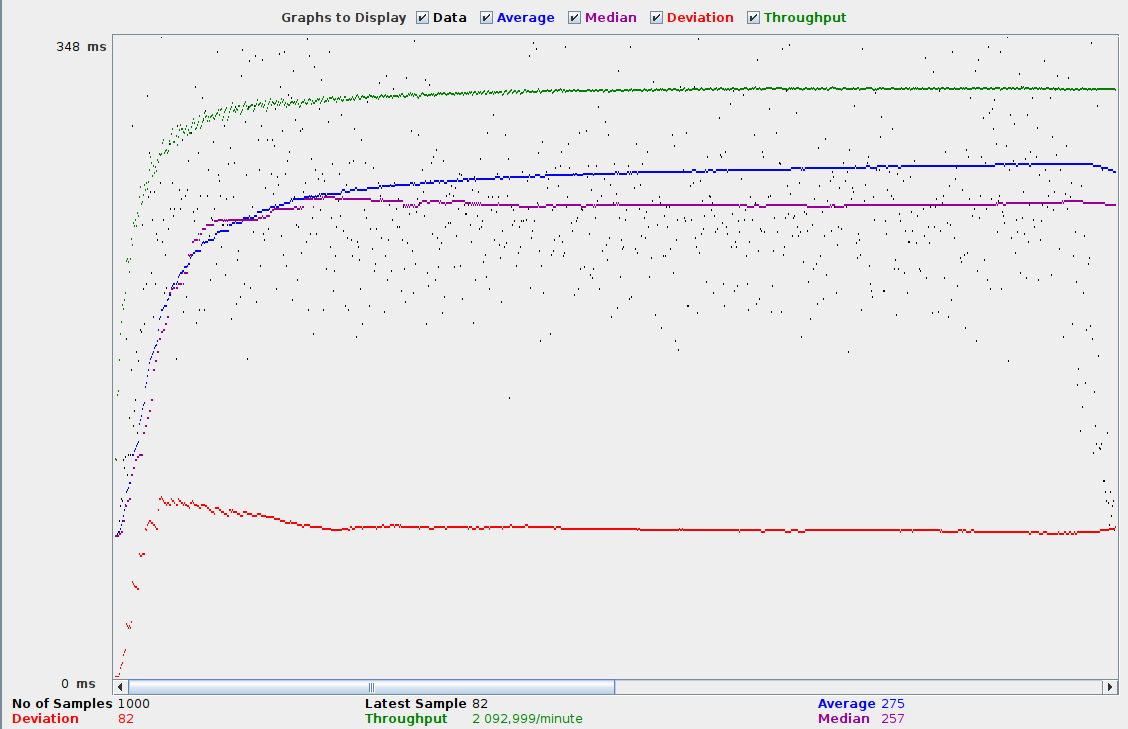 Graphs to Display Data Average Median Deviation Throughput
348 ms
0 ms
No of Samples 1000 Latest Sample 82 Average 275
Deviation 82 Throughput 2 092,999/minute Median 257